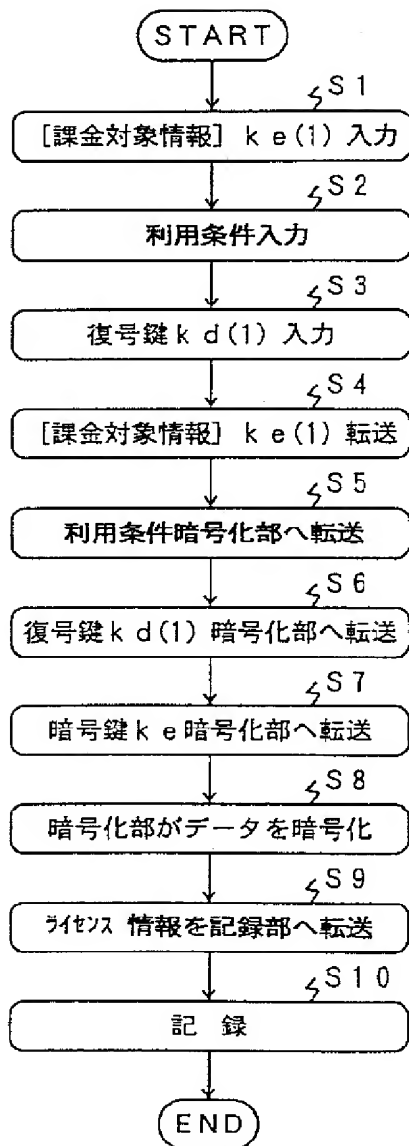 START
S1
[課金対象情報] ke(1) 入力
S2
利用条件入力
S3
復号鍵kd(1) 入力
S4
[課金対象情報] ke(1) 転送
S5
利用条件暗号化部へ転送
S6
復号鍵kd(1) 暗号化部へ転送
S7
暗号鍵ke暗号化部へ転送
S8
暗号化部がデータを暗号化
S9
ライセンス 情報を記録部へ転送
S10
記 録
END